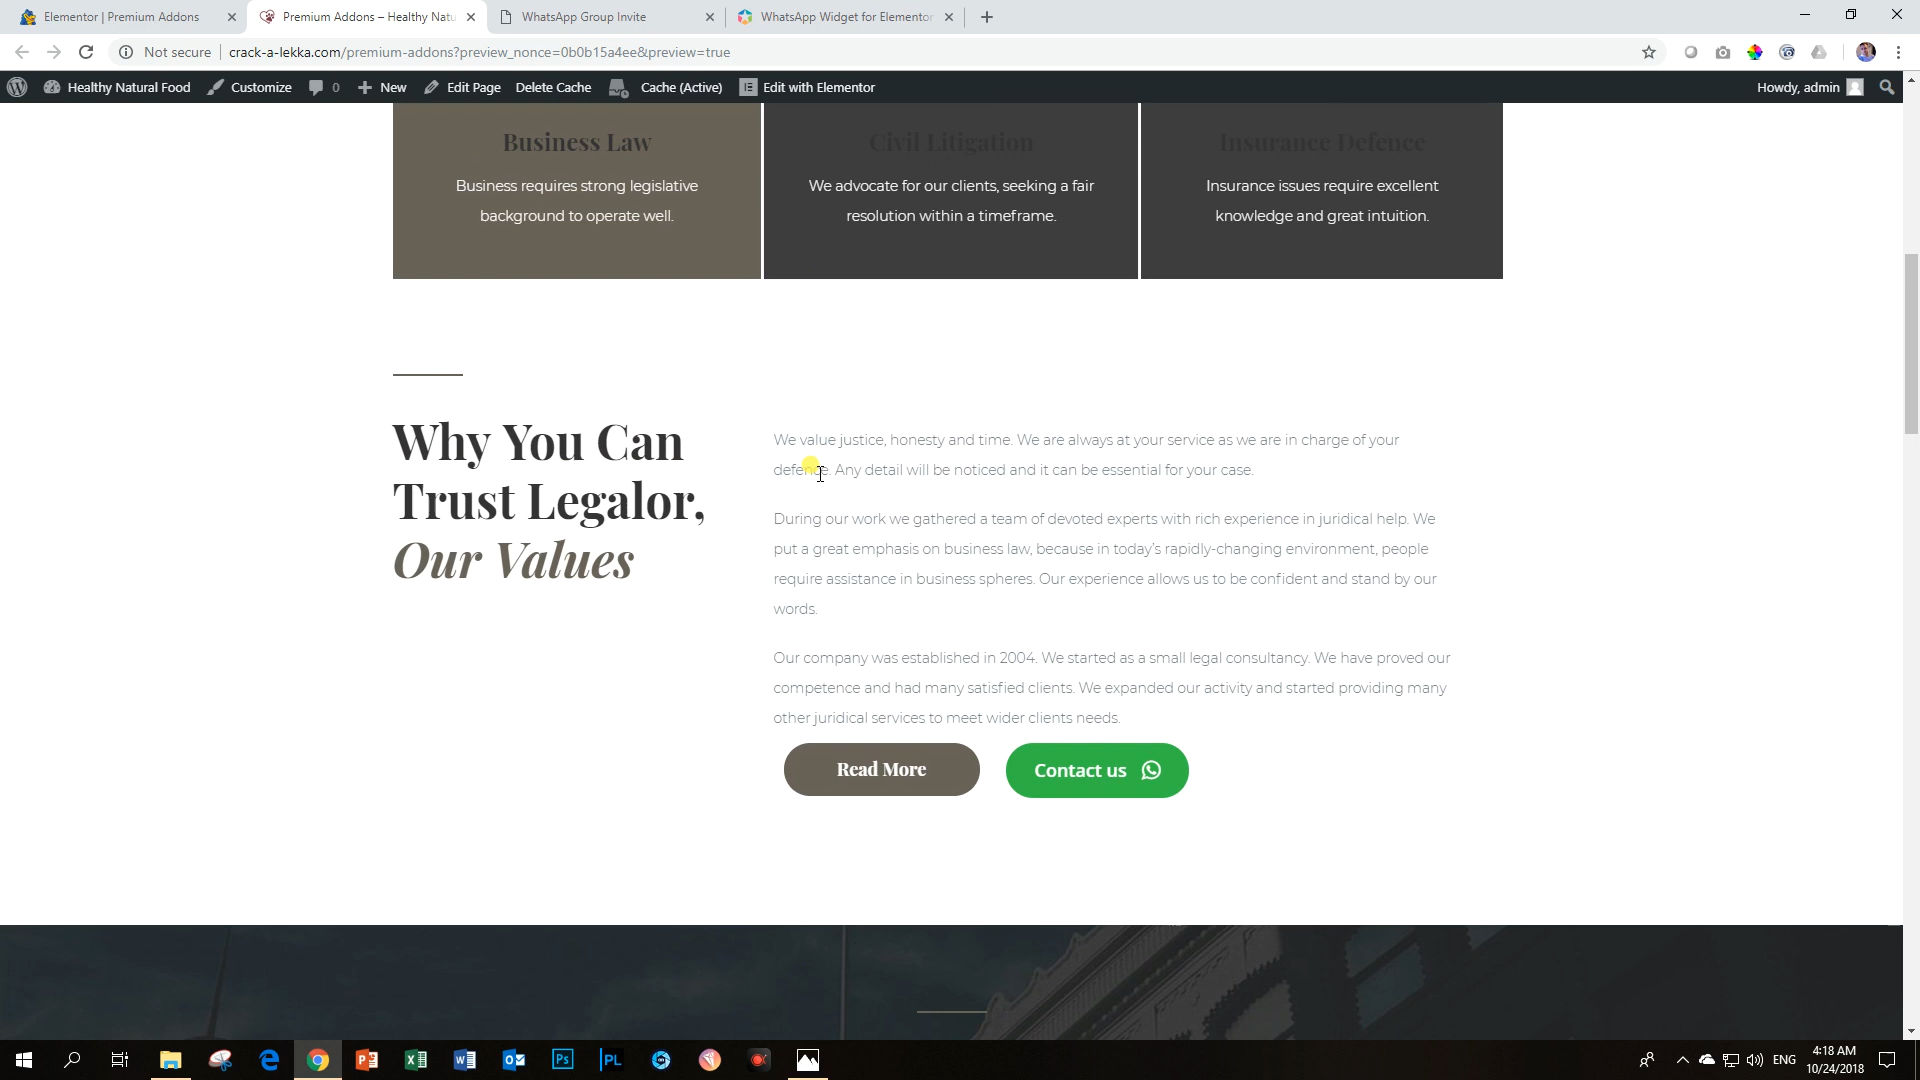 Elementor | Premium Addons
Premium Addons – Healthy Natu
WhatsApp Group Invite
WhatsApp Widget for Elementor
Not secure
crack-a-lekka.com/premium-addons?preview_nonce=0b0b15a4ee&preview=true
Healthy Natural Food
Customize
0
New
Edit Page
Delete Cache
Cache (Active)
Edit with Elementor
Howdy, admin
Business Law
Business requires strong legislative
background to operate well.
Civil Litigation
We advocate for our clients, seeking a fair
resolution within a timeframe.
Insurance Defence
Insurance issues require excellent
knowledge and great intuition.
Why You Can
Trust Legalor,
Our Values
We value justice, honesty and time. We are always at your service as we are in charge of your
defence. Any detail will be noticed and it can be essential for your case.
During our work we gathered a team of devoted experts with rich experience in juridical help. We
put a great emphasis on business law, because in today's rapidly-changing environment, people
require assistance in business spheres. Our experience allows us to be confident and stand by our
words.
Our company was established in 2004. We started as a small legal consultancy. We have proved our
competence and had many satisfied clients. We expanded our activity and started providing many
other juridical services to meet wider clients needs.
Read More
Contact us
Ps
PL
ENG
4:18 AM
10/24/2018